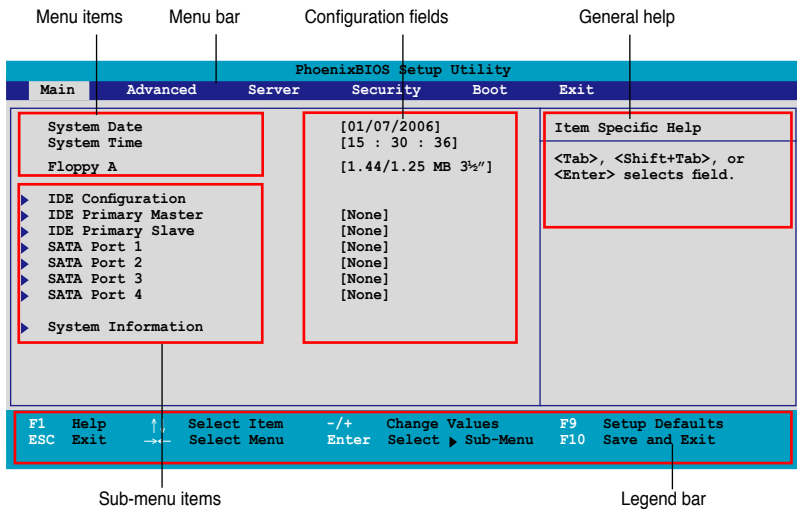 Menu items Menu bar Configuration fields General help
PhoenixBIOS Setup Utility
Main Advanced Server Security Boot Exit
System Date [01/07/2006]
System Time [15 : 30 : 36]
Floppy A [1.44/1.25 MB 3½″]
Item Specific Help
<Tab>, <Shift+Tab>, or
<Enter> selects field.
IDE Configuration
IDE Primary Master [None]
IDE Primary Slave [None]
SATA Port 1 [None]
SATA Port 2 [None]
SATA Port 3 [None]
SATA Port 4 [None]
System Information
F1 Help ↑↓ Select Item -/+ Change Values F9 Setup Defaults
ESC Exit →← Select Menu Enter Select ▶ Sub-Menu F10 Save and Exit
Sub-menu items Legend bar